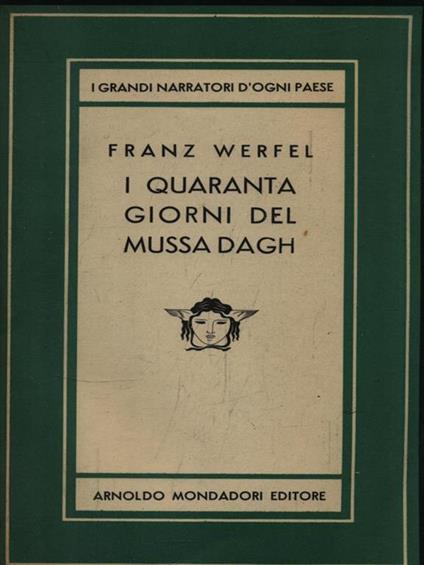 I GRANDI NARRATORI D'OGNI PAESE
FRANZ WERFEL
I QUARANTA
GIORNI DEL
MUSSA DAGH
ARNOLDO MONDADORI EDITORE